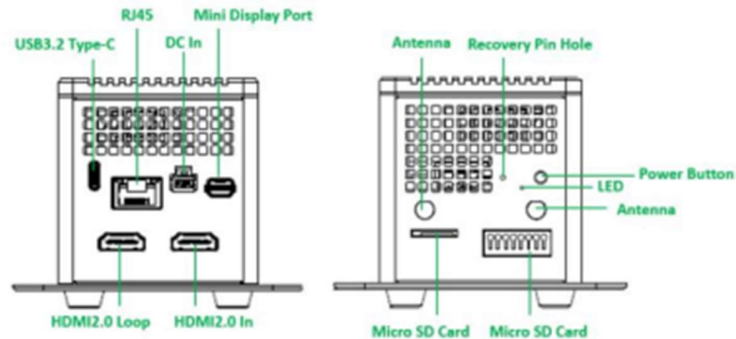 RJ45
Mini Display Port
USB3.2 Type-C
DC In
HDMI2.0 Loop
HDMI2.0 In
Antenna
Recovery Pin Hole
Power Button
LED
Antenna
Micro SD Card
Micro SD Card